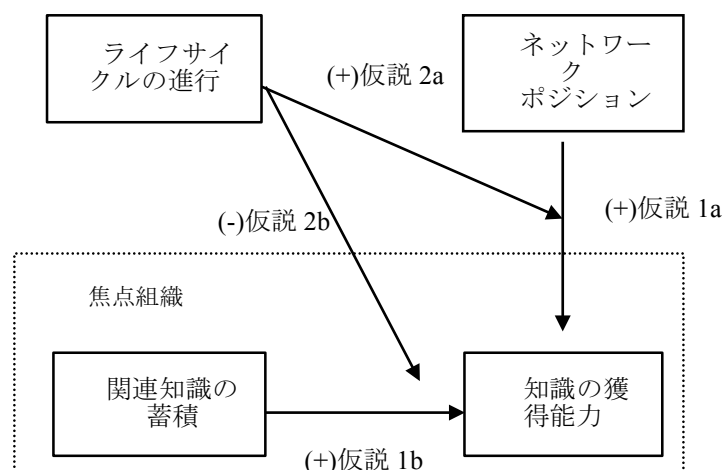 ライフサイ
クルの進行
ネットワー
ク
ポジション
(+)仮説 2a
(-)仮説 2b
(+)仮説 1a
焦点組織
関連知識の
蓄積
知識の獲
得能力
(+)仮説 1b